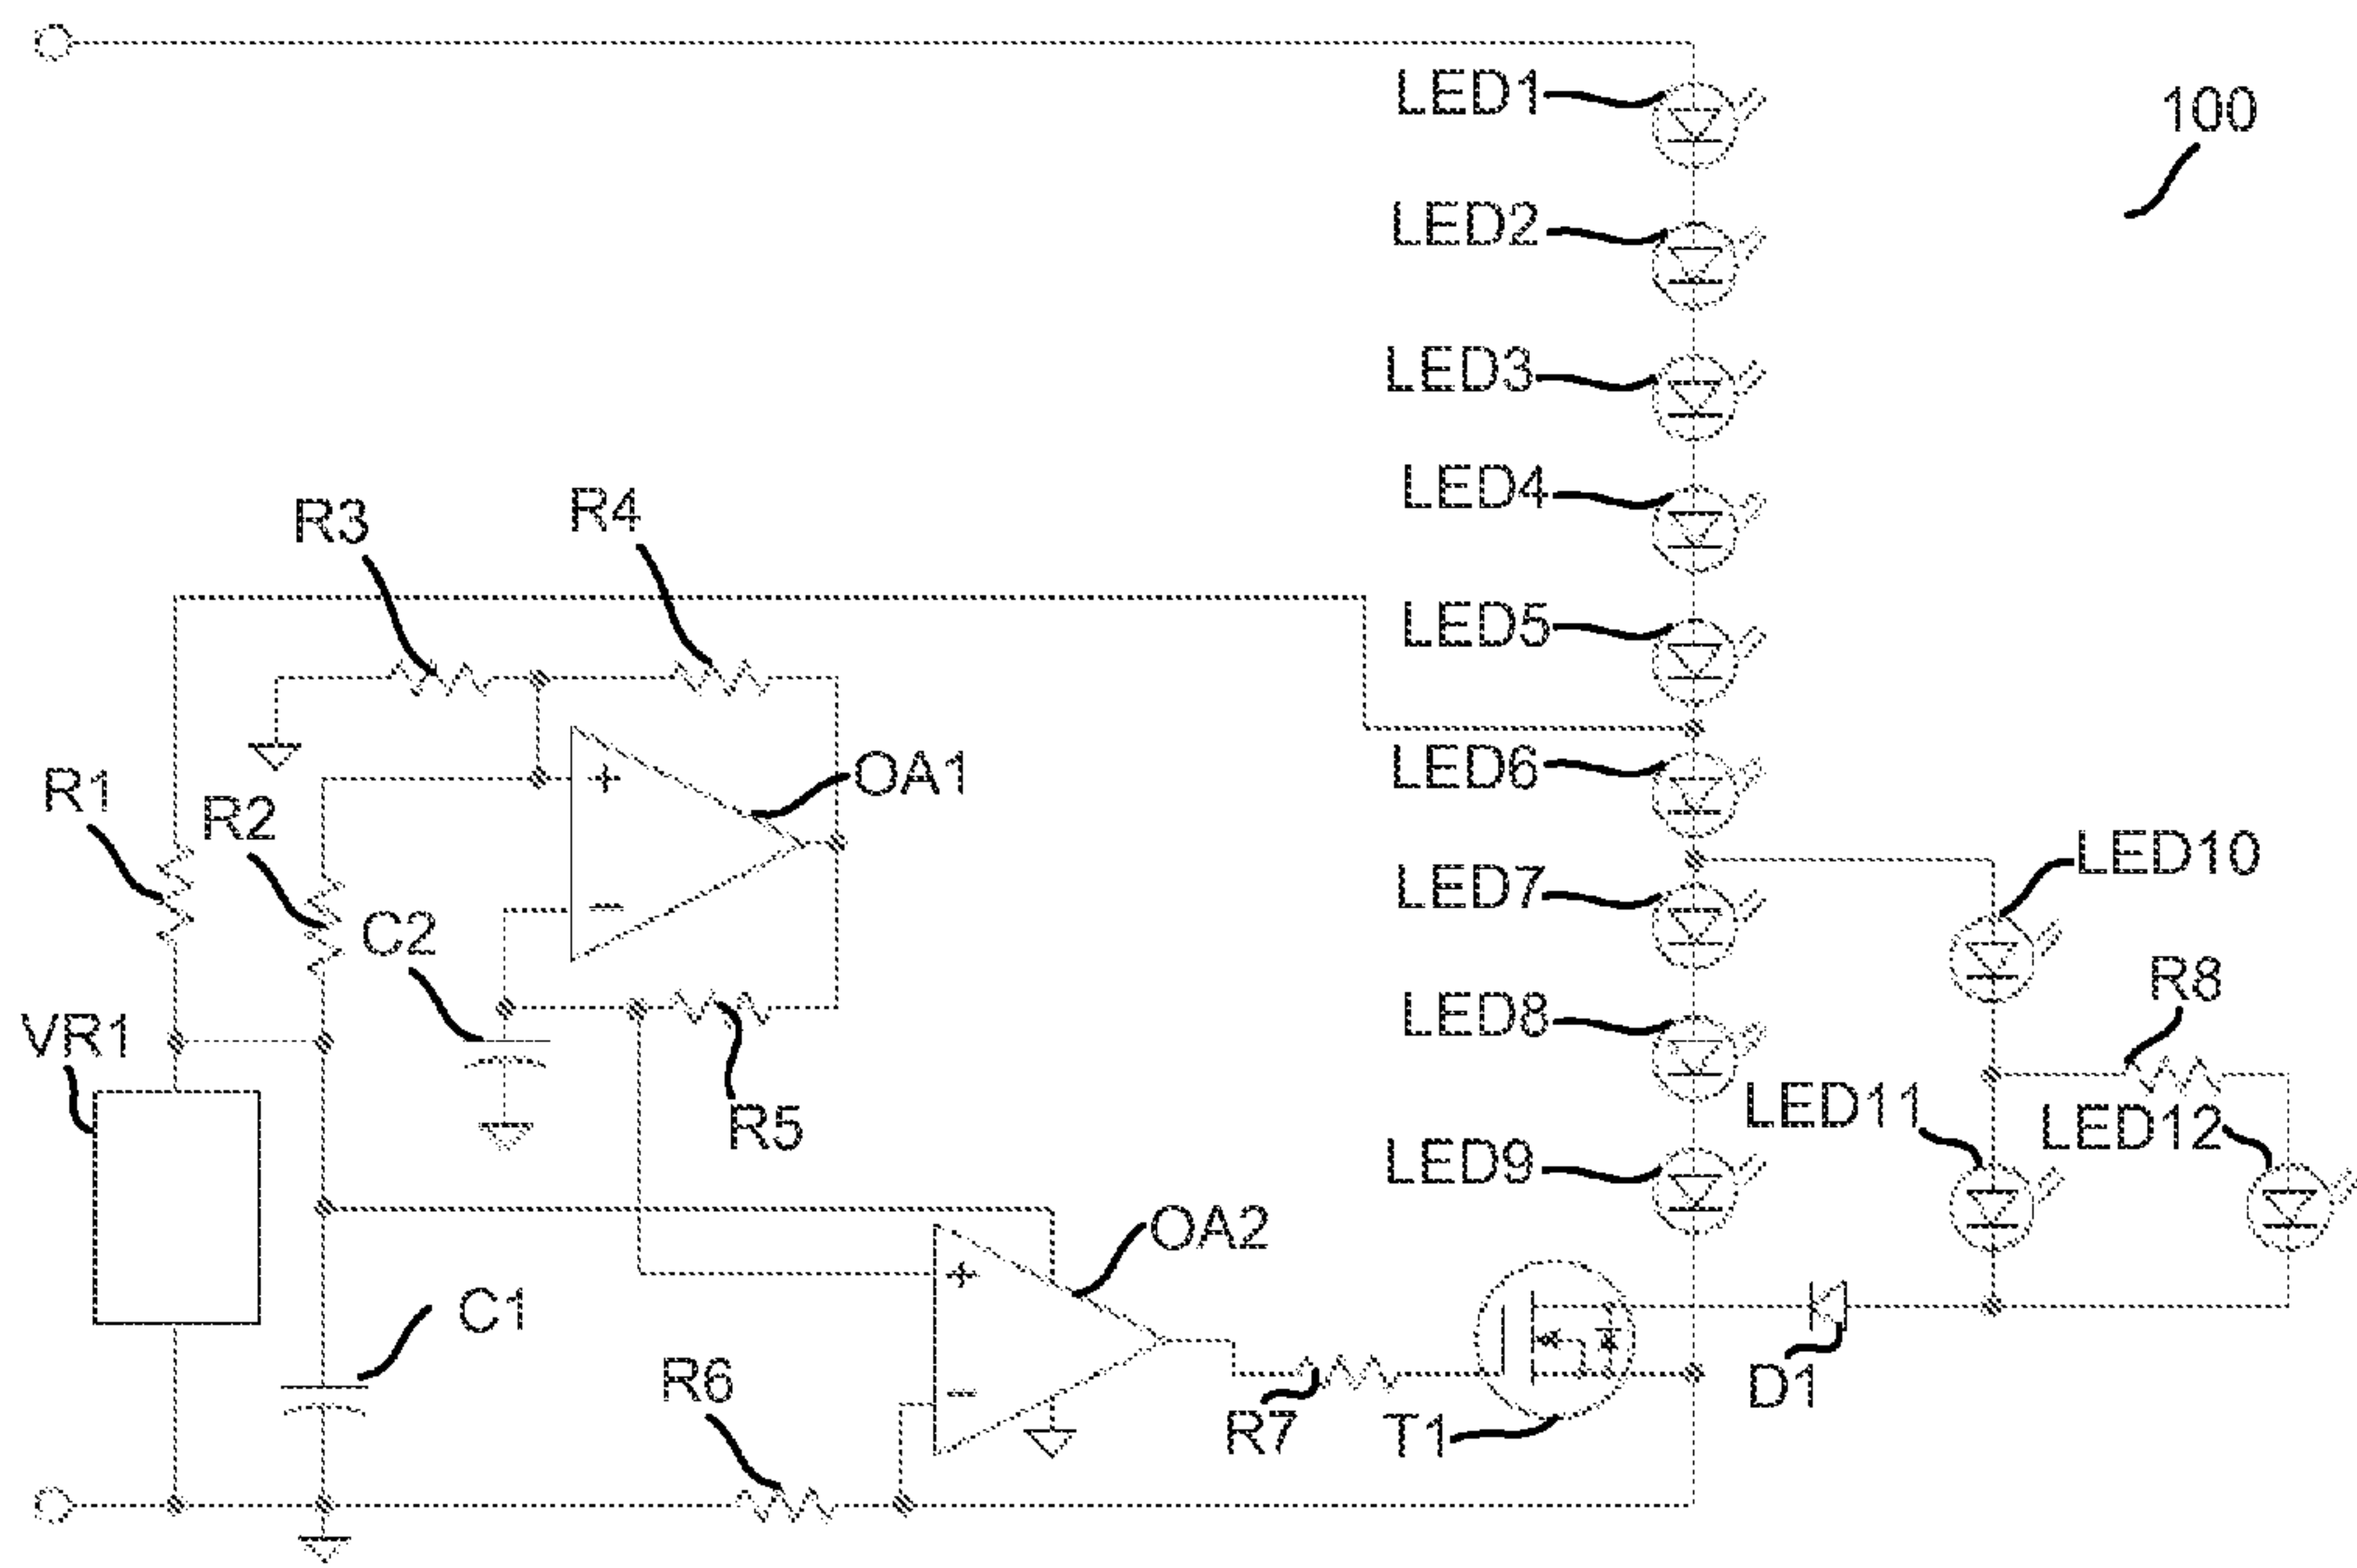 LED1
100
LED2
LED3
LED4
R3
R4
LED5
R1
R2
OA1
LED6
LED10
C2
LED7
R8
VR1
LED8
R5
LED11
LED12
LED9
OA2
C1
R6
R7
T1
D1
+
−
+
−